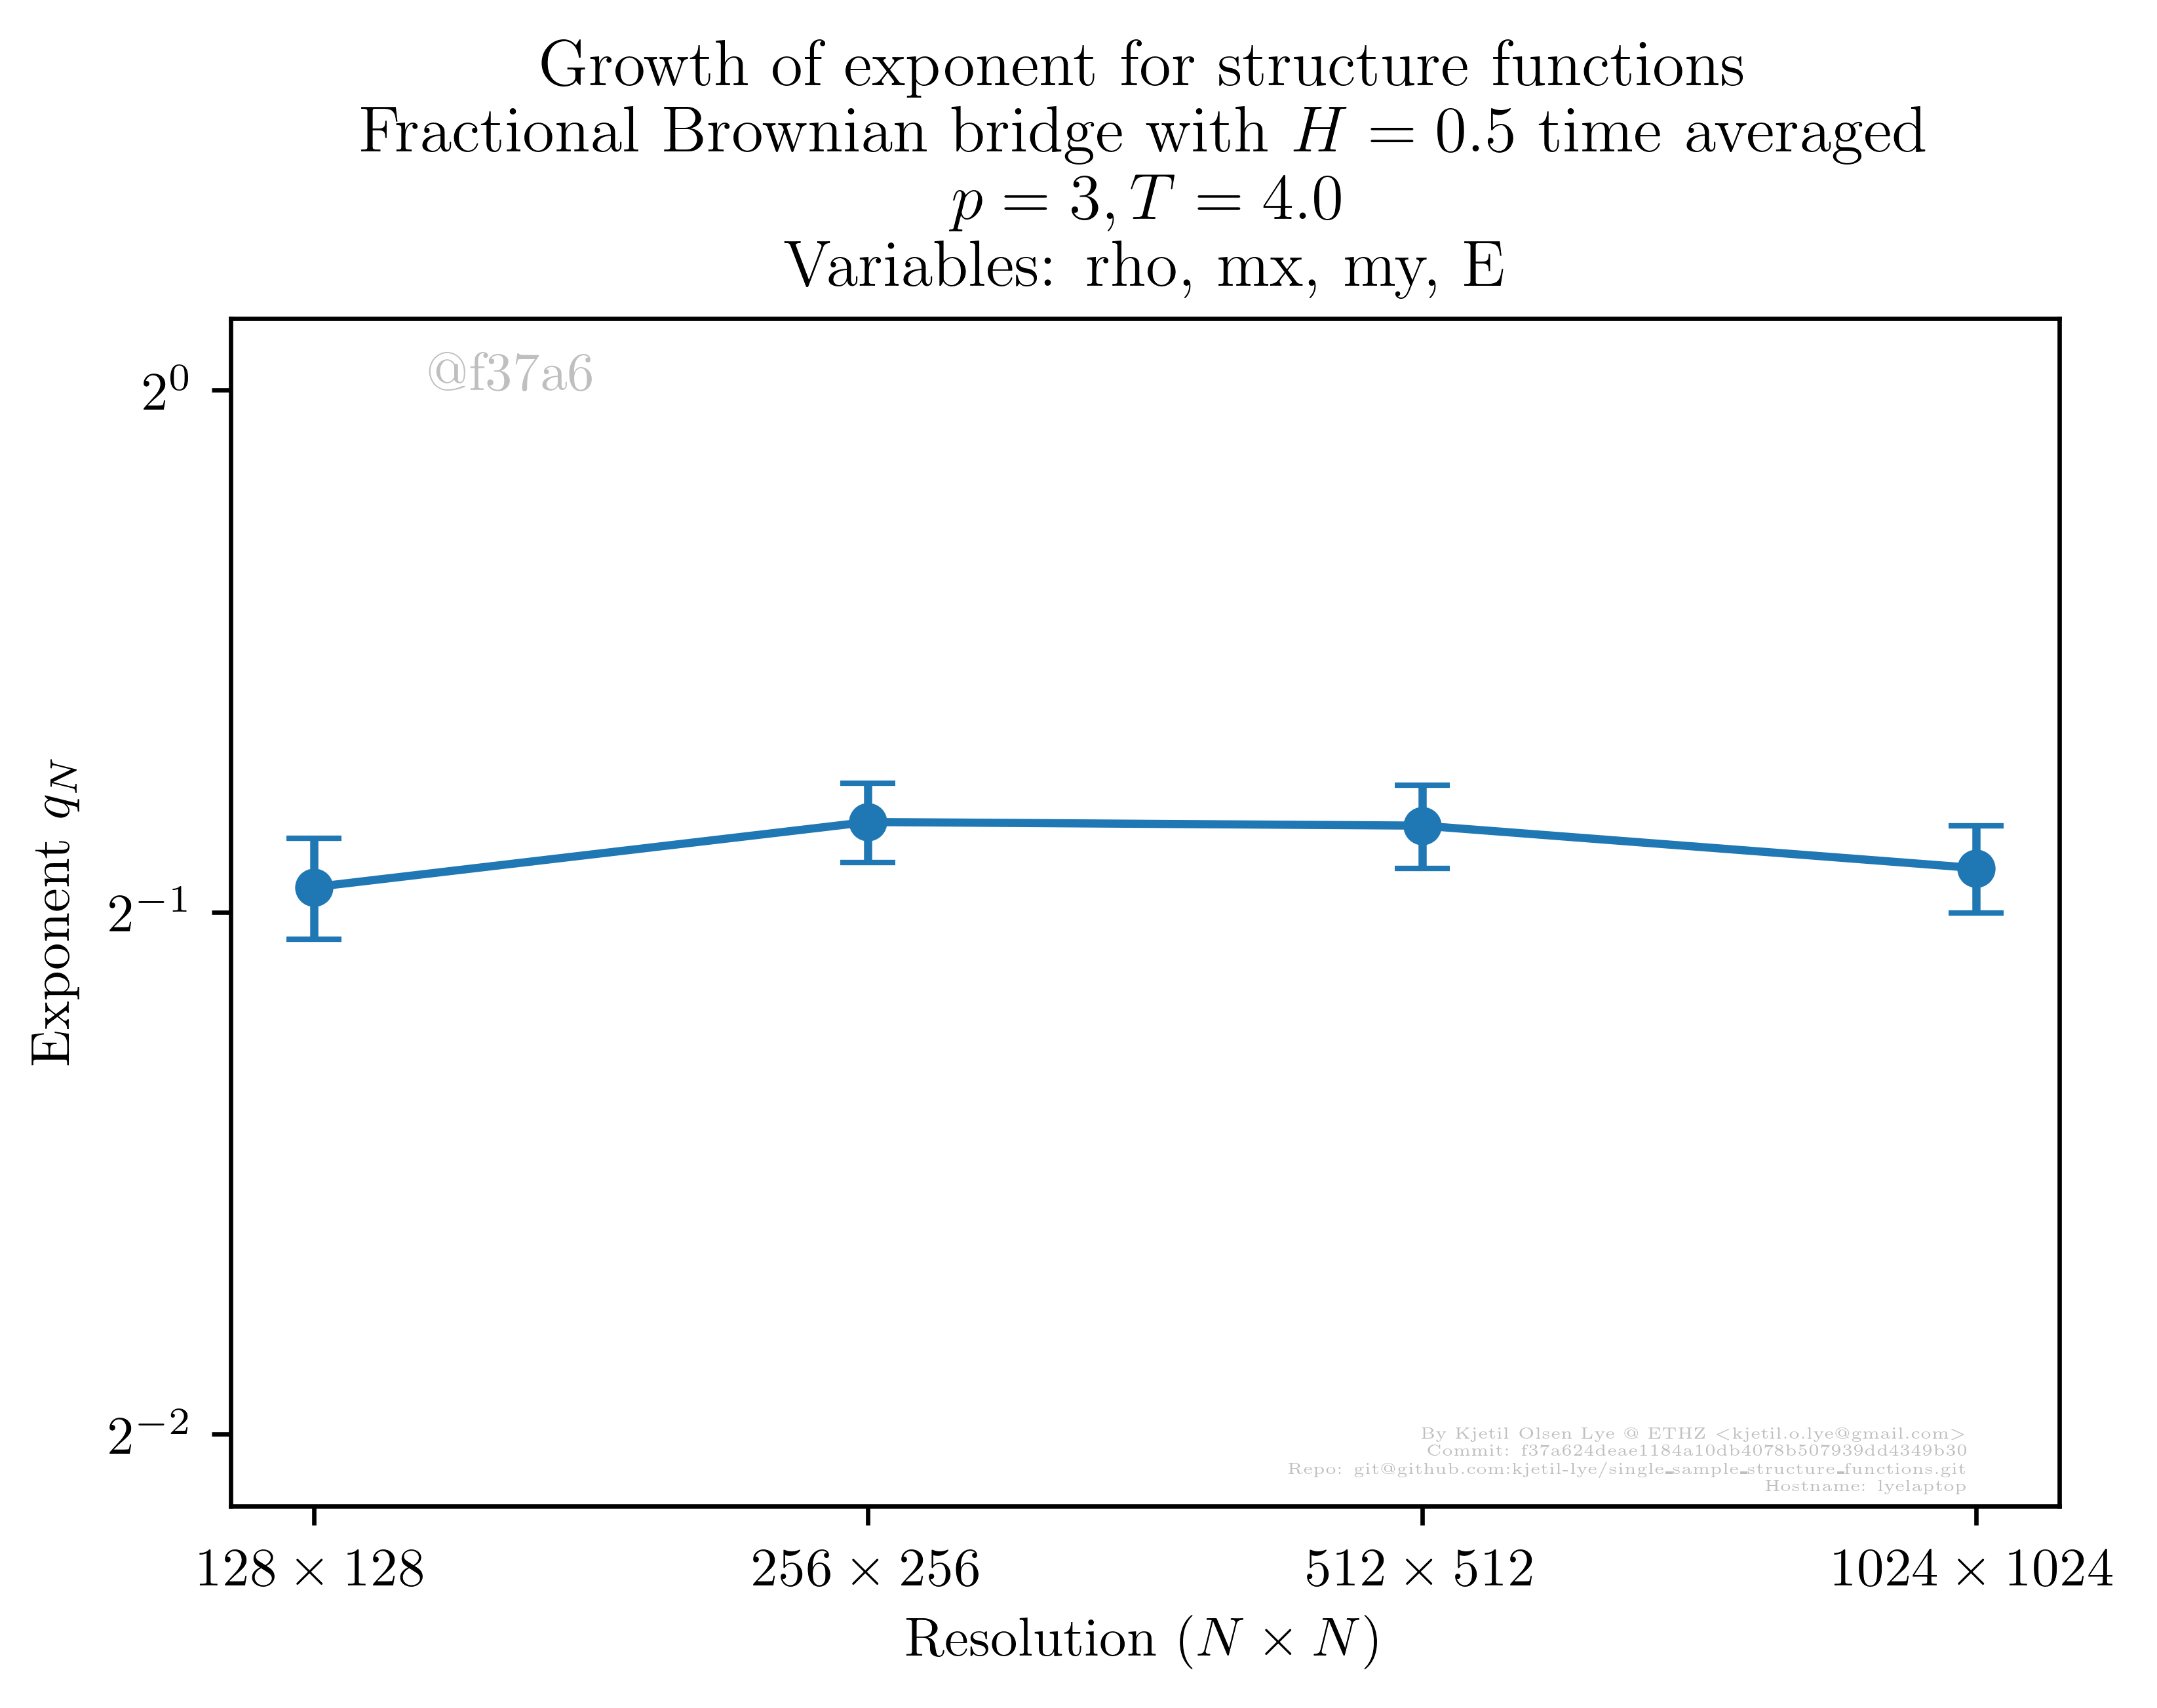 Growth of exponent for structure functions
Fractional Brownian bridge with H = 0.5 time averaged
p = 3, T = 4.0
Variables: rho, mx, my, E
@f37a6
2⁰
2⁻¹
2⁻²
Exponent q_N
By Kjetil Olsen Lye @ ETHZ <kjetil.o.lye@gmail.com>
Commit: f37a624deae1184a10db4078b507939dd4349b30
Repo: git@github.com:kjetil-lye/single_sample_structure_functions.git
Hostname: lyelaptop
128 × 128
256 × 256
512 × 512
1024 × 1024
Resolution (N × N)